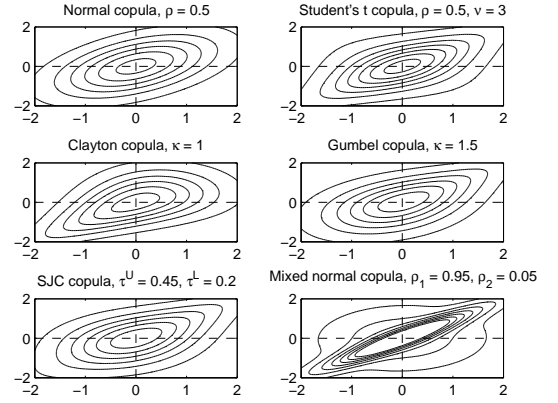 Normal copula, ρ = 0.5
2
0
−2
−2 −1 0 1 2
Student's t copula, ρ = 0.5, ν = 3
2
0
−2
−2 −1 0 1 2
Clayton copula, κ = 1
2
0
−2
−2 −1 0 1 2
Gumbel copula, κ = 1.5
2
0
−2
−2 −1 0 1 2
SJC copula, τ^U = 0.45, τ^L = 0.2
2
0
−2
−2 −1 0 1 2
Mixed normal copula, ρ_1 = 0.95, ρ_2 = 0.05
2
0
−2
−2 −1 0 1 2